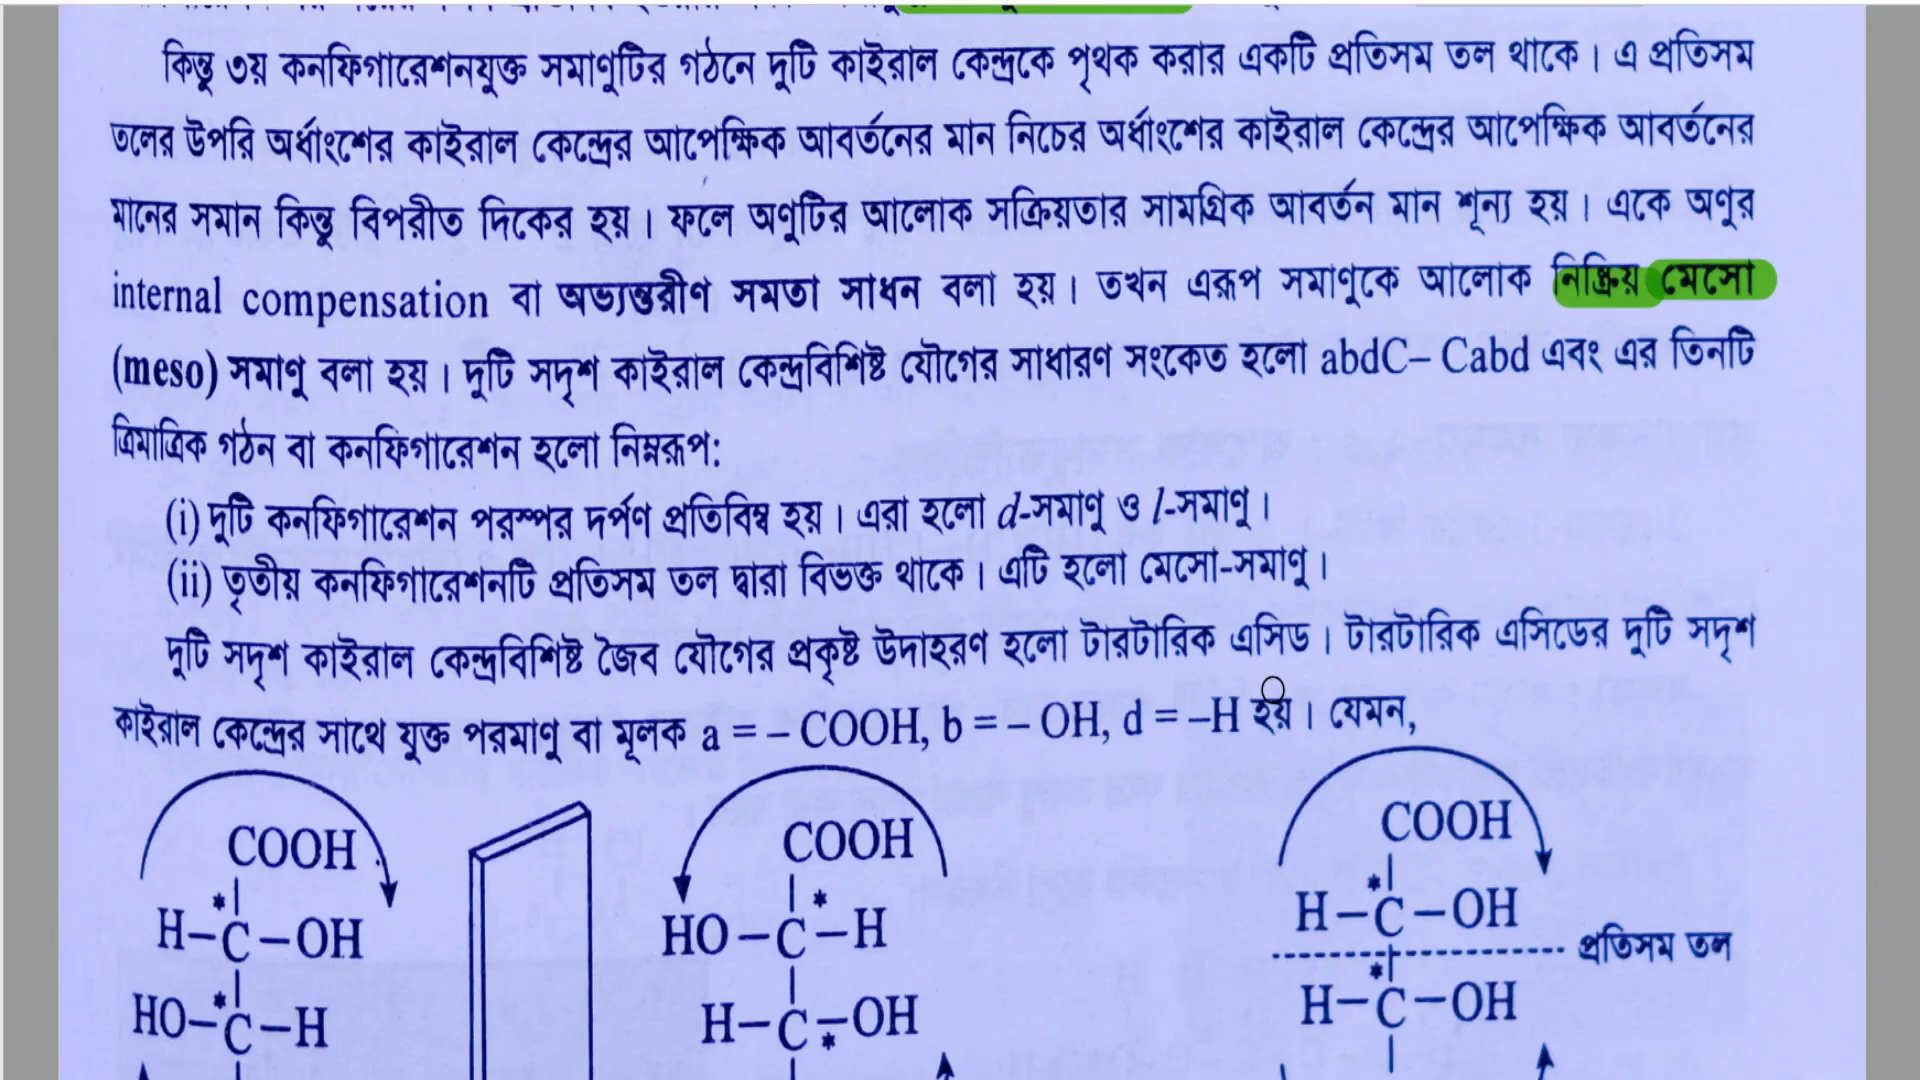 কিন্তু ৩য় কনফিগারেশনযুক্ত সমাণুটির গঠনে দুটি কাইরাল কেন্দ্রকে পৃথক করার একটি প্রতিসম তল থাকে। এ প্রতিসম
তলের উপরি অর্ধাংশের কাইরাল কেন্দ্রের আপেক্ষিক আবর্তনের মান নিচের অর্ধাংশের কাইরাল কেন্দ্রের আপেক্ষিক আবর্তনের
মানের সমান কিন্তু বিপরীত দিকের হয়। ফলে অণুটির আলোক সক্রিয়তার সামগ্রিক আবর্তন মান শূন্য হয়। একে অণুর
internal compensation বা অভ্যন্তরীণ সমতা সাধন বলা হয়। তখন এরূপ সমাণুকে আলোক নিষ্ক্রিয় মেসো
(meso) সমাণু বলা হয়। দুটি সদৃশ কাইরাল কেন্দ্রবিশিষ্ট যৌগের সাধারণ সংকেত হলো abdC– Cabd এবং এর তিনটি
ত্রিমাত্রিক গঠন বা কনফিগারেশন হলো নিম্নরূপ:
(i) দুটি কনফিগারেশন পরস্পর দর্পণ প্রতিবিম্ব হয়। এরা হলো d-সমাণু ও l-সমাণু।
(ii) তৃতীয় কনফিগারেশনটি প্রতিসম তল দ্বারা বিভক্ত থাকে। এটি হলো মেসো-সমাণু।
দুটি সদৃশ কাইরাল কেন্দ্রবিশিষ্ট জৈব যৌগের প্রকৃষ্ট উদাহরণ হলো টারটারিক এসিড। টারটারিক এসিডের দুটি সদৃশ
কাইরাল কেন্দ্রের সাথে যুক্ত পরমাণু বা মূলক a = – COOH, b = – OH, d = –H হয়। যেমন,
COOH COOH COOH
H–C*–OH HO–C*–H H–C*–OH
প্রতিসম তল
HO–C*–H H–C*–OH H–C*–OH